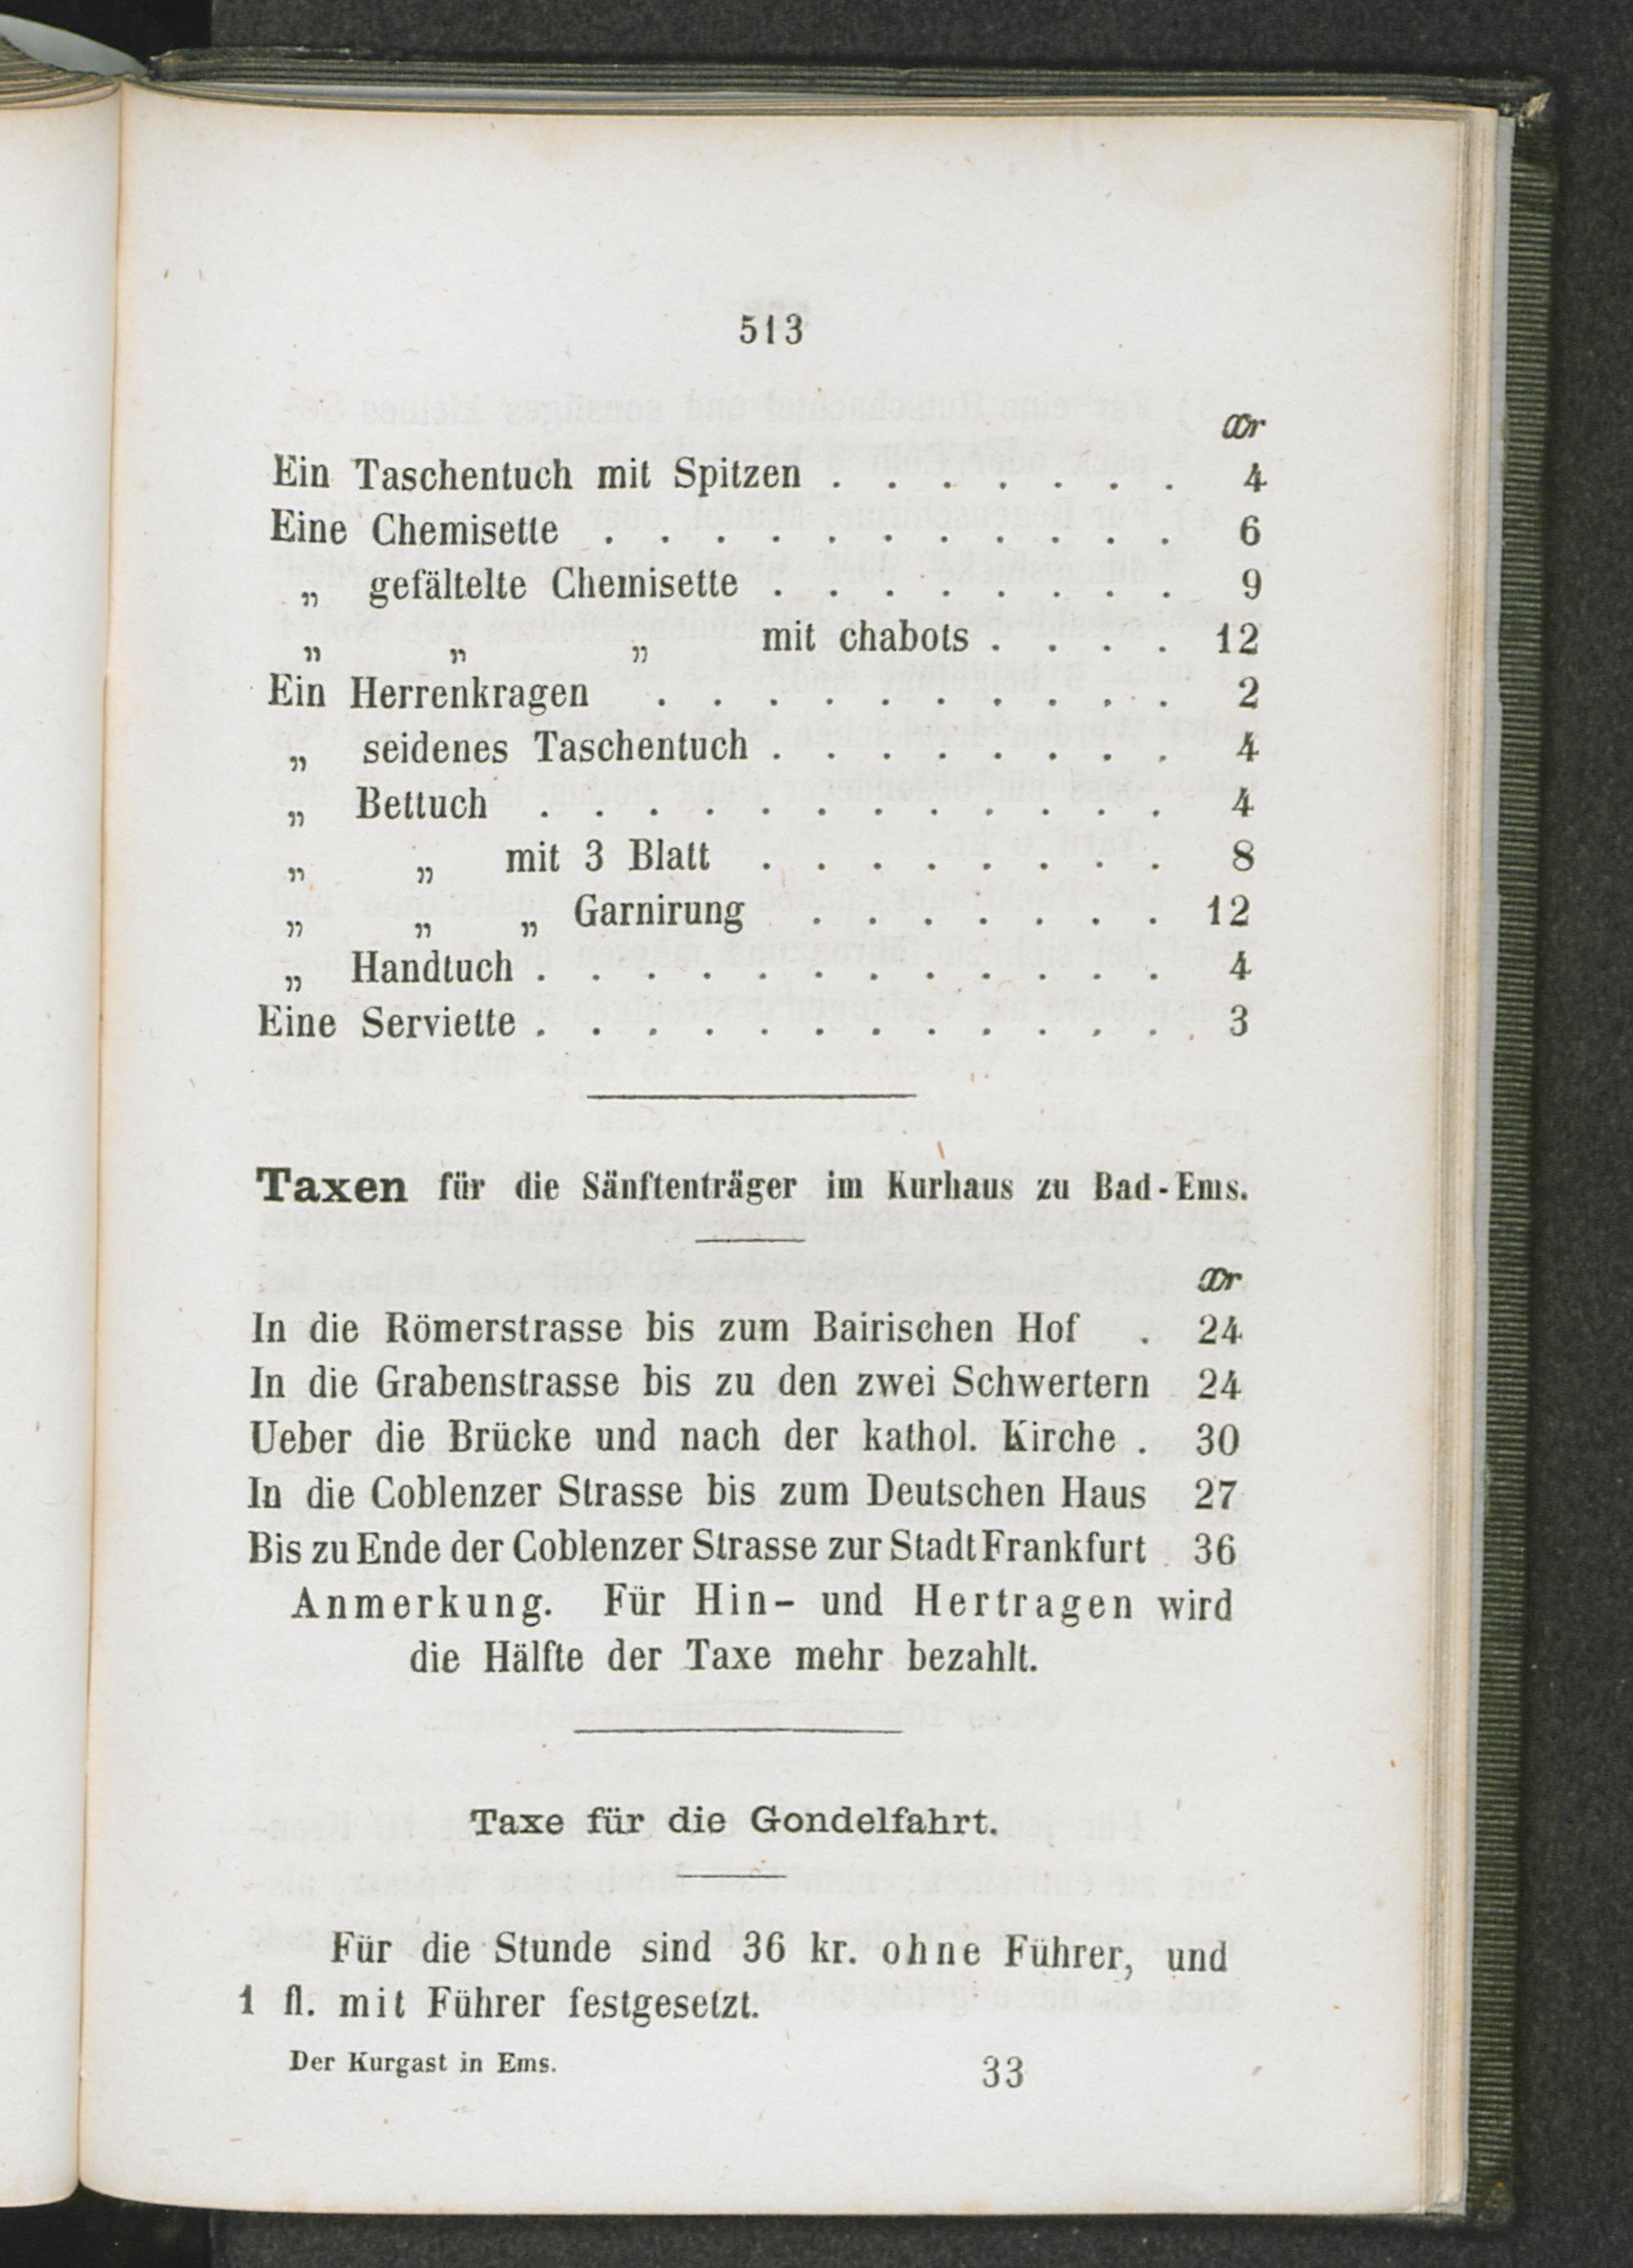 513
xr
Ein Taschentuch mit Spitzen . . . . . . . 4
Eine Chemisette . . . . . . . . . . . 6
„ gefältelte Chemisette . . . . . . . . 9
„ „ „ mit chabots . . . . 12
Ein Herrenkragen . . . . . . . . . . 2
„ seidenes Taschentuch . . . . . . . . 4
„ Bettuch . . . . . . . . . . . . 4
„ „ mit 3 Blatt . . . . . . . . 8
„ „ „ Garnirung . . . . . . . 12
„ Handtuch . . . . . . . . . . . . 4
Eine Serviette . . . . . . . . . . . . . 3
Taxen für die Sänftenträger im Kurhaus zu Bad-Ems.
xr
In die Römerstrasse bis zum Bairischen Hof . 24
In die Grabenstrasse bis zu den zwei Schwertern 24
Ueber die Brücke und nach der kathol. Kirche . 30
In die Coblenzer Strasse bis zum Deutschen Haus 27
Bis zu Ende der Coblenzer Strasse zur Stadt Frankfurt 36
Anmerkung. Für Hin- und Hertragen wird
die Hälfte der Taxe mehr bezahlt.
Taxe für die Gondelfahrt.
Für die Stunde sind 36 kr. ohne Führer, und
1 fl. mit Führer festgesetzt.
Der Kurgast in Ems. 33